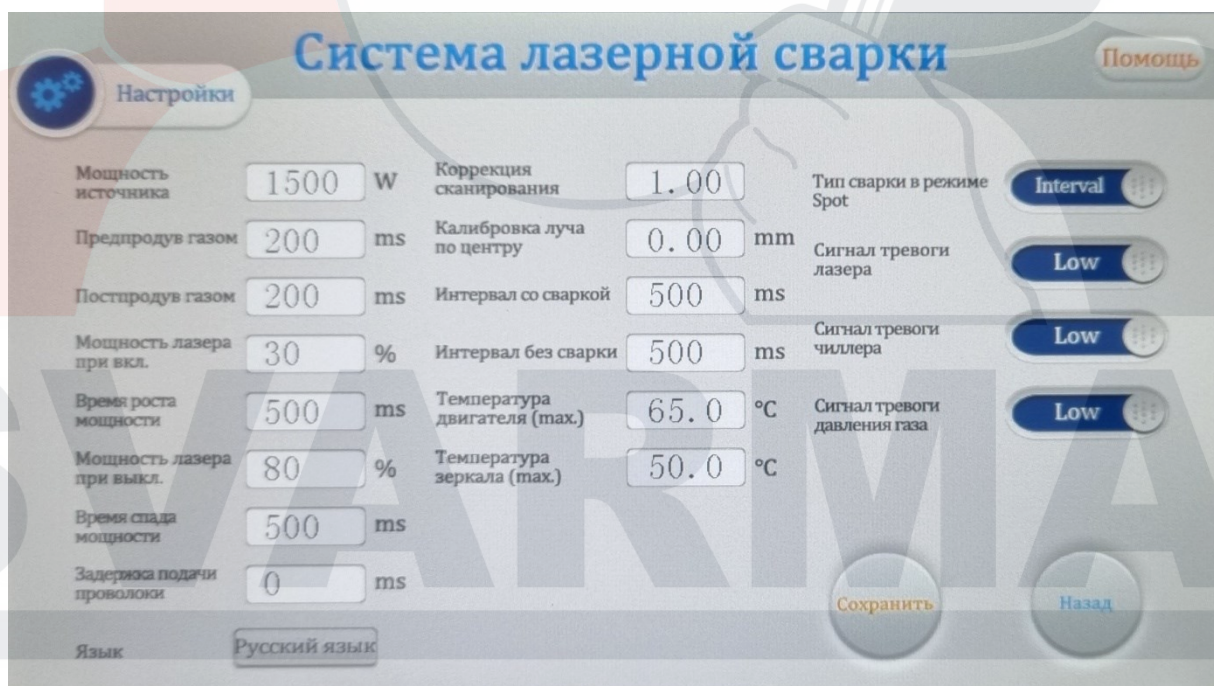 Система лазерной сварки
Помощь
Настройки
Мощность
источника
1500 W
Предпродув газом 200 ms
Постпродув газом 200 ms
Мощность лазера
при вкл.
30 %
Время роста
мощности
500 ms
Мощность лазера
при выкл.
80 %
Время спада
мощности
500 ms
Задержка подачи
проволоки
0 ms
Язык Русский язык
Коррекция
сканирования
1.00
Калибровка луча
по центру
0.00 mm
Интервал со сваркой 500 ms
Интервал без сварки 500 ms
Температура
двигателя (max.)
65.0 °C
Температура
зеркала (max.)
50.0 °C
Тип сварки в режиме
Spot
Interval
Сигнал тревоги
лазера
Low
Сигнал тревоги
чиллера
Low
Сигнал тревоги
давления газа
Low
Сохранить
Назад
SVARMA